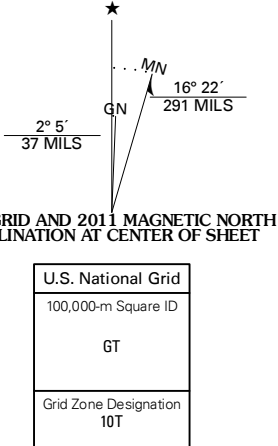 ★
MN
GN
16° 22´
291 MILS
2° 5´
37 MILS
GRID AND 2011 MAGNETIC NORTH
LINATION AT CENTER OF SHEET
U.S. National Grid
100,000-m Square ID
GT
Grid Zone Designation
10T